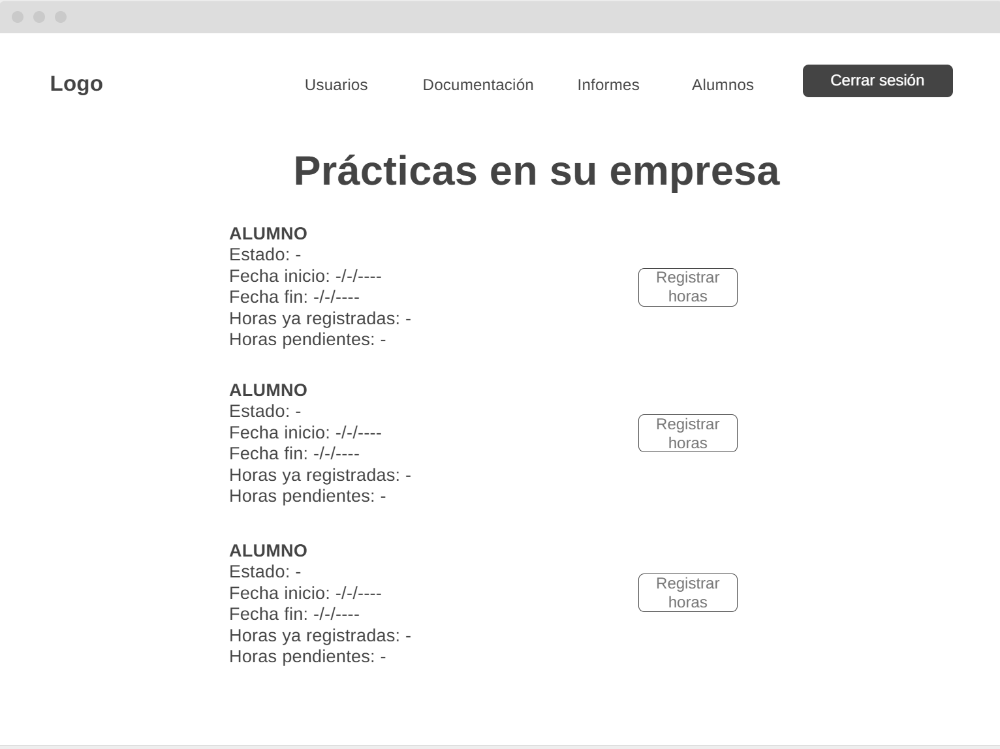 Logo
Usuarios
Documentación
Informes
Alumnos
Cerrar sesión
Prácticas en su empresa
ALUMNO
Estado: -
Fecha inicio: -/-/----
Fecha fin: -/-/----
Horas ya registradas: -
Horas pendientes: -
Registrar
horas
ALUMNO
Estado: -
Fecha inicio: -/-/----
Fecha fin: -/-/----
Horas ya registradas: -
Horas pendientes: -
Registrar
horas
ALUMNO
Estado: -
Fecha inicio: -/-/----
Fecha fin: -/-/----
Horas ya registradas: -
Horas pendientes: -
Registrar
horas